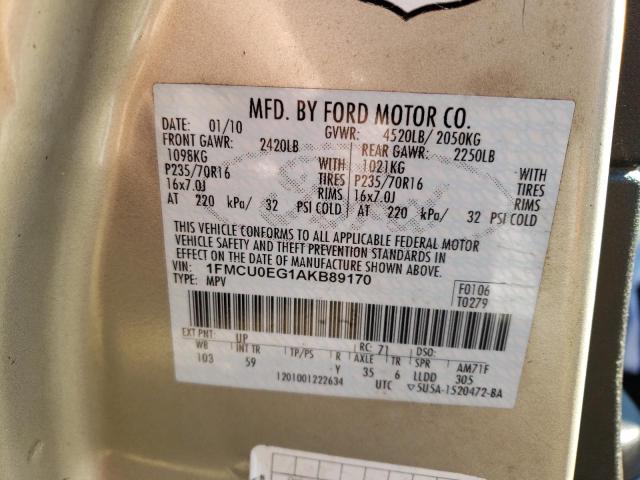 MFD. BY FORD MOTOR CO.
DATE: 01/10 GVWR: 4520LB/ 2050KG
FRONT GAWR: 2420LB REAR GAWR: 2250LB
1098KG WITH 1021KG WITH
P235/70R16 TIRES P235/70R16 TIRES
16x7.0J RIMS 16x7.0J RIMS
AT 220 kPa/ 32 PSI COLD AT 220 kPa/ 32 PSI COLD
THIS VEHICLE CONFORMS TO ALL APPLICABLE FEDERAL MOTOR
VEHICLE SAFETY AND THEFT PREVENTION STANDARDS IN
EFFECT ON THE DATE OF MANUFACTURE SHOWN ABOVE.
VIN: 1FMCU0EG1AKB89170
TYPE: MPV
F0106
T0279
EXT PNT: UP RC: 71 DSO:
WB INT TR TP/PS R AXLE TR SPR AM71F
103 59 Y 35 6 LLDD 305
1201001222634 UTC 5U5A-1520472-BA